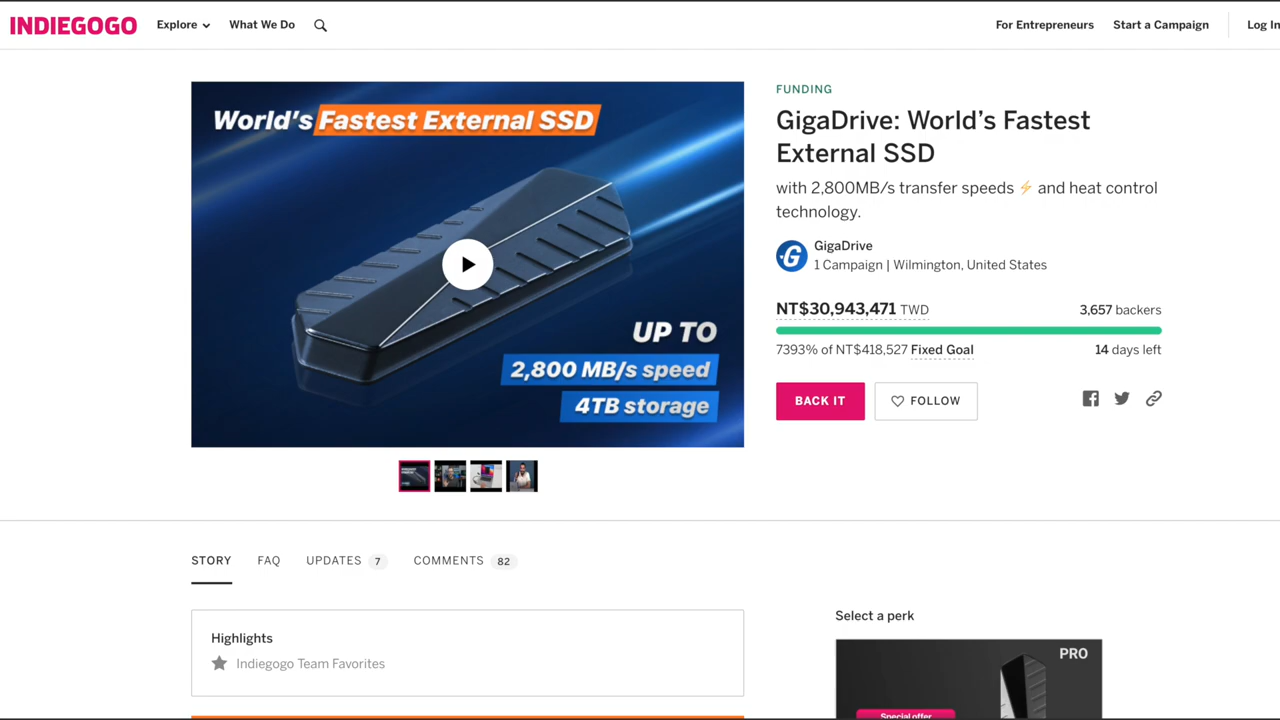 INDIEGOGO
Explore
What We Do
For Entrepreneurs
Start a Campaign
Log In
World's Fastest External SSD
UP TO
2,800 MB/s speed
4TB storage
FUNDING
GigaDrive: World's Fastest
External SSD
with 2,800MB/s transfer speeds ⚡ and heat control
technology.
G
GigaDrive
1 Campaign | Wilmington, United States
NT$30,943,471 TWD
3,657 backers
7393% of NT$418,527 Fixed Goal
14 days left
BACK IT
FOLLOW
STORY
FAQ
UPDATES 7
COMMENTS 82
Highlights
Indiegogo Team Favorites
Select a perk
PRO
Special offer